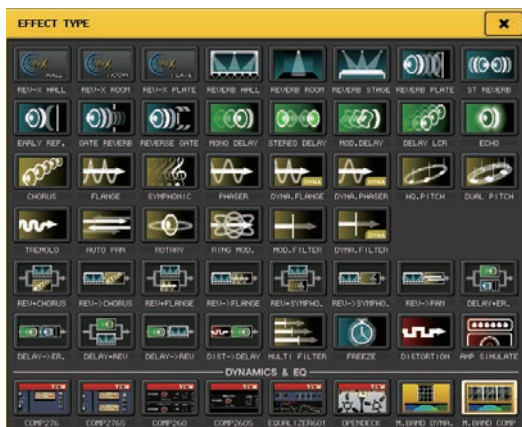 EFFECT TYPE
REV-X HALL REV-X ROOM REV-X PLATE REVERB HALL REVERB ROOM REVERB STAGE REVERB PLATE ST REVERB
EARLY REF. GATE REVERB REVERSE GATE MONO DELAY STEREO DELAY MOD.DELAY DELAY LCR ECHO
DYNA DYNA
CHORUS FLANGE SYMPHONIC PHASER DYNA.FLANGE DYNA.PHASER HQ.PITCH DUAL PITCH
DYNA
TREMOLO AUTO PAN ROTARY RING MOD. MOD.FILTER DYNA.FILTER
REV+CHORUS REV->CHORUS REV+FLANGE REV->FLANGE REV+SYMPHO. REV->SYMPHO. REV->PAN DELAY+ER.
DELAY->ER. DELAY+REV DELAY->REV DIST->DELAY MULTI FILTER FREEZE DISTORTION AMP SIMULATE
DYNAMICS & EQ
COMP276 COMP276S COMP260 COMP260S EQUALIZER601 OPENDECK M.BAND DYNA. M.BAND COMP